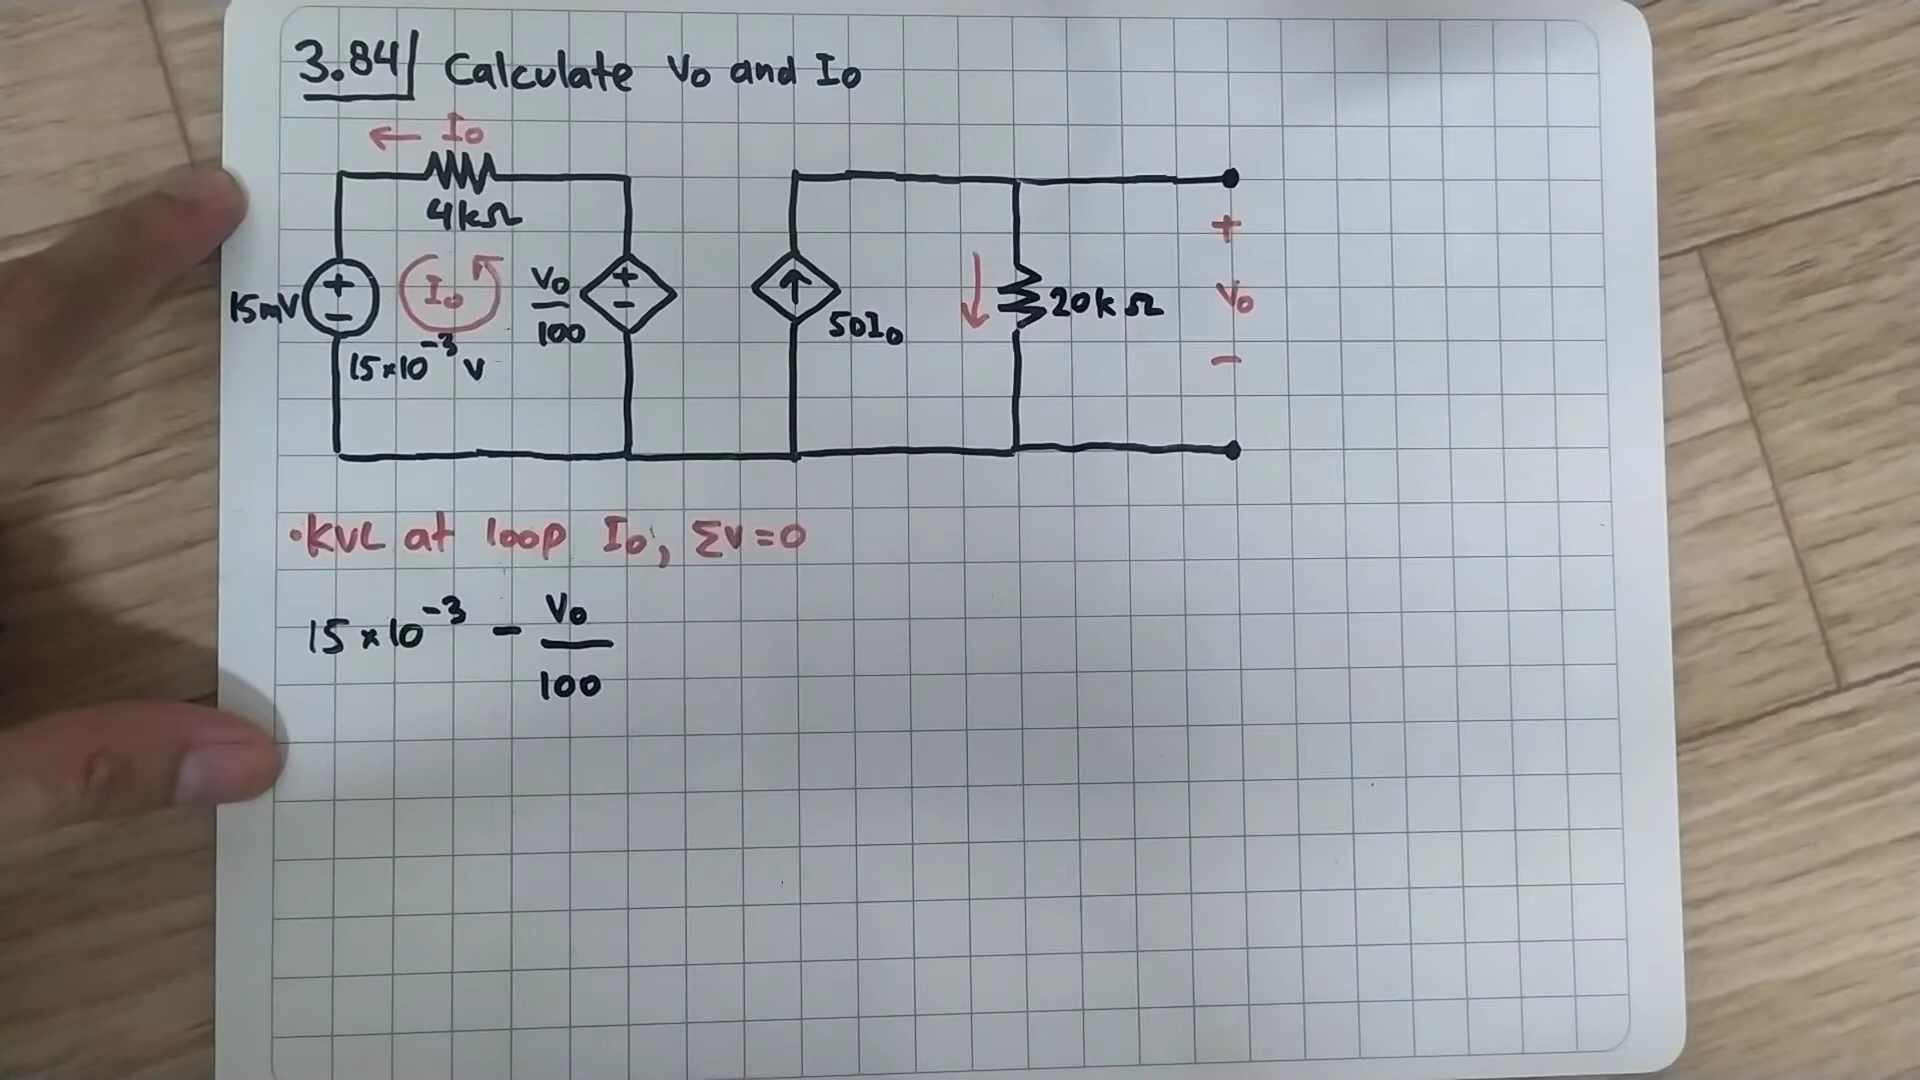 3.84 Calculate Vo and Io
← Io
4kΩ
15mV
+
−
Io
15×10⁻³ V
Vo/100
+
−
↑
50Io
↓
20kΩ
+
Vo
−
•KVL at loop Io, ΣV=0
15×10⁻³ − Vo/100